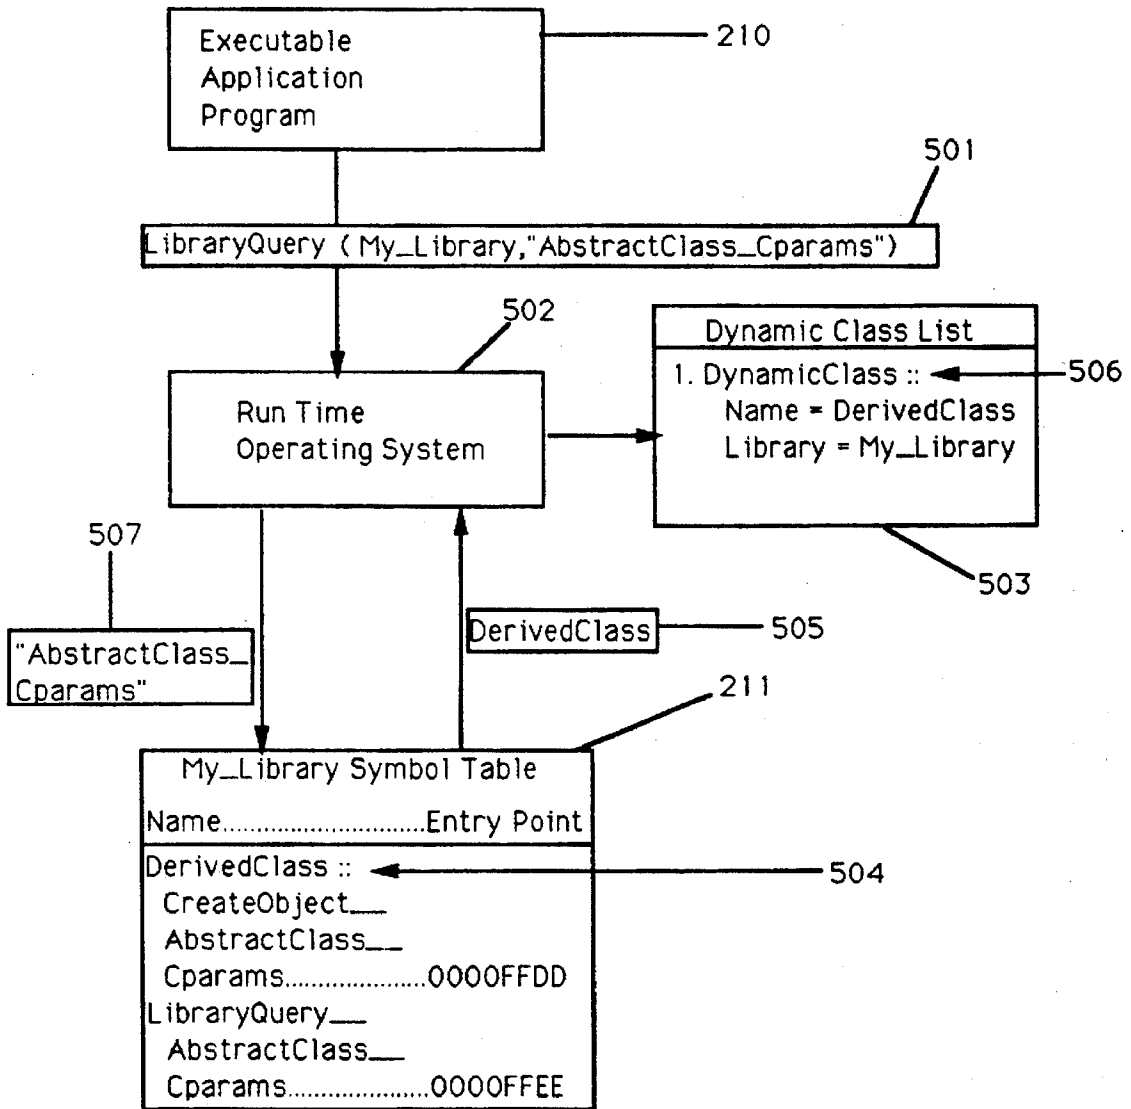 Executable
Application
Program
210
501
LibraryQuery (My_Library,"AbstractClass_Cparams")
502
Run Time
Operating System
Dynamic Class List
1. DynamicClass ::
506
Name = DerivedClass
Library = My_Library
503
507
"AbstractClass_
Cparams"
DerivedClass
505
211
My_Library Symbol Table
Name..............................Entry Point
DerivedClass ::
504
CreateObject__
AbstractClass__
Cparams.....................0000FFDD
LibraryQuery__
AbstractClass__
Cparams.....................0000FFEE